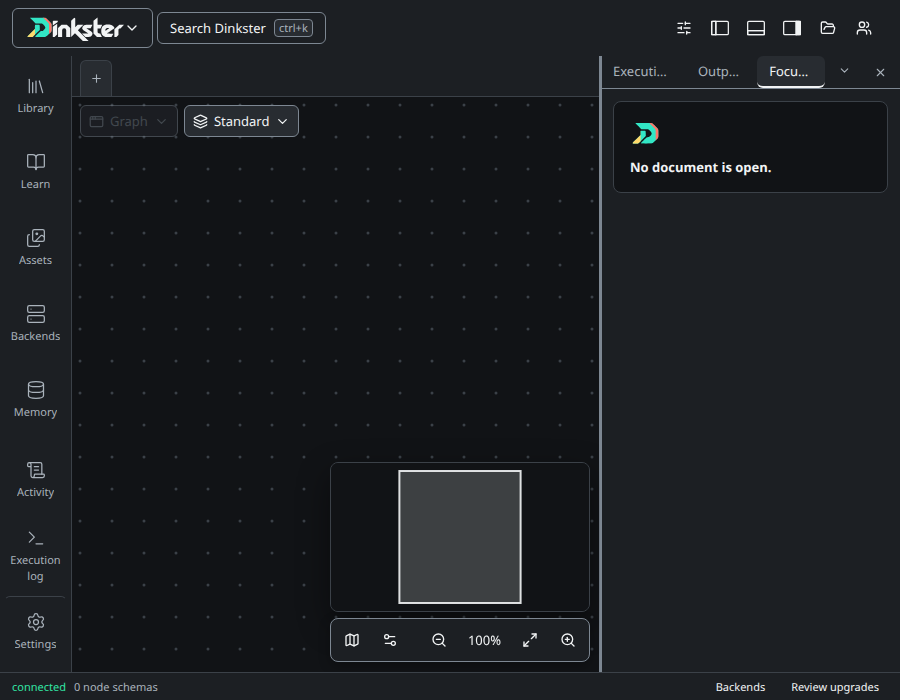 Dinkster
Search Dinkster ctrl+k
Executi... Outp... Focu...
+
Library
Graph Standard
Learn
No document is open.
Assets
Backends
Memory
Activity
Execution
log
Settings
100%
connected 0 node schemas Backends Review upgrades